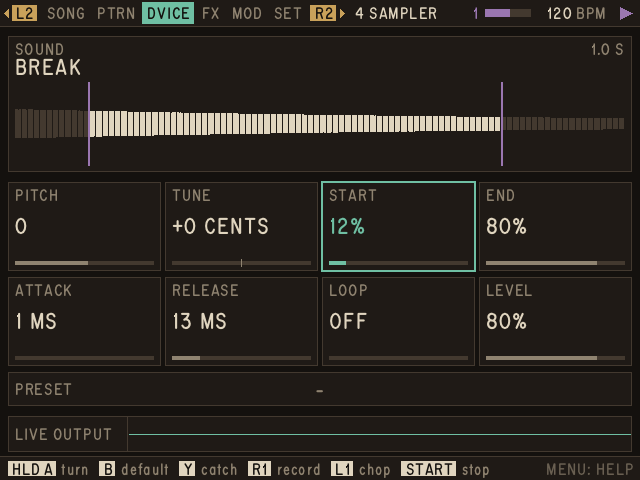 L2 SONG PTRN DVICE FX MOD SET R2 4 SAMPLER 1 120 BPM
SOUND 1.0 S
BREAK
PITCH TUNE START END
0 +0 CENTS 12% 80%
ATTACK RELEASE LOOP LEVEL
1 MS 13 MS OFF 80%
PRESET –
LIVE OUTPUT
HLD A turn B default Y catch R1 record L1 chop START stop MENU: HELP